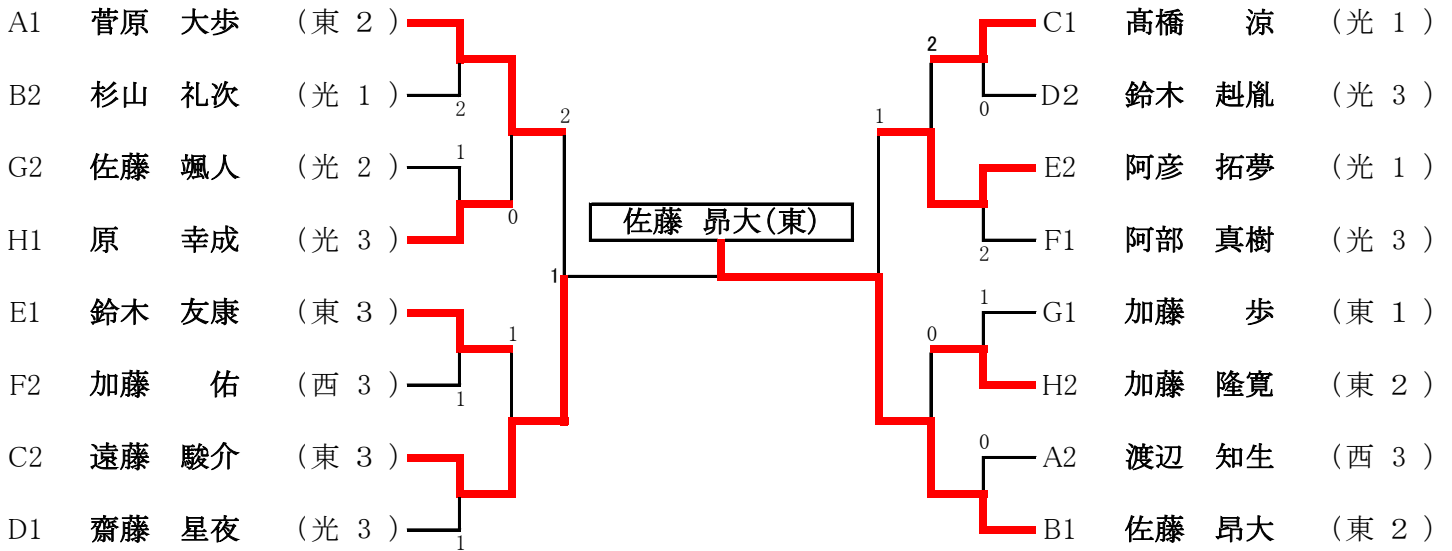 A1 菅原 大歩 (東 2) C1 髙橋 涼 (光 1)
2
B2 杉山 礼次 (光 1) D2 鈴木 赳胤 (光 3)
2 2 1 0
1
G2 佐藤 颯人 (光 2) E2 阿彦 拓夢 (光 1)
0 佐藤 昴大(東)
H1 原 幸成 (光 3) F1 阿部 真樹 (光 3)
2
1
1
E1 鈴木 友康 (東 3) G1 加藤 歩 (東 1)
1 0
F2 加藤 佑 (西 3) H2 加藤 隆寛 (東 2)
1
0
C2 遠藤 駿介 (東 3) A2 渡辺 知生 (西 3)
D1 齋藤 星夜 (光 3) B1 佐藤 昂大 (東 2)
1